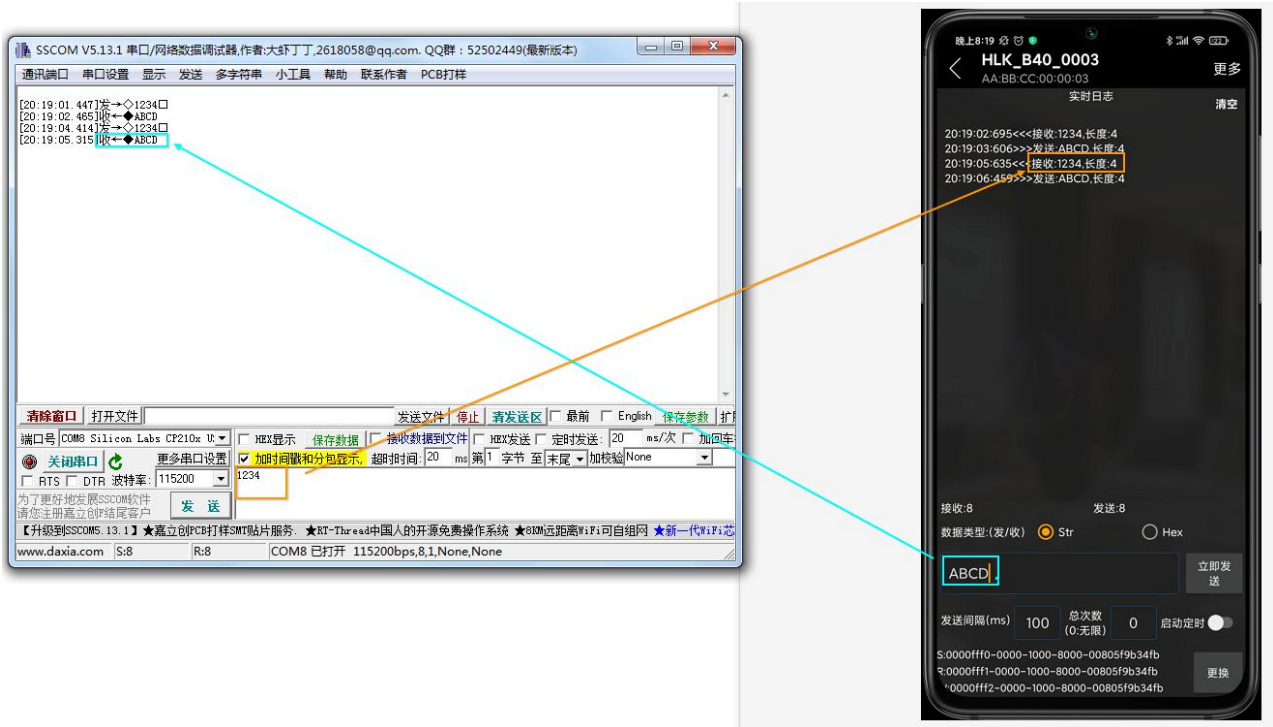 SSCOM V5.13.1 串口/网络数据调试器,作者:大虾丁丁,2618058@qq.com. QQ群：52502449(最新版本)
通讯端口 串口设置 显示 发送 多字符串 小工具 帮助 联系作者 PCB打样
[20:19:01.447]发→◇1234□
[20:19:02.465]收←◆ABCD
[20:19:04.414]发→◇1234□
[20:19:05.315]收←◆ABCD
清除窗口 打开文件 发送文件 停止 清发送区 最前 English 保存参数
端口号 COM8 Silicon Labs CP210x HEX显示 保存数据 接收数据到文件 HEX发送 定时发送: 20 ms/次 加回车
关闭串口 更多串口设置 加时间戳和分包显示, 超时时间: 20 ms 第1 字节 至 末尾 加校验 None
RTS DTR 波特率: 115200 1234
为了更好地发展SSCOM软件
请您注册嘉立创F结尾客户
发 送
【升级到SSCOM5.13.1】★嘉立创PCB打样SMT贴片服务. ★RT-Thread中国人的开源免费操作系统 ★8KM远距离WiFi可自组网 ★新一代WiFi芯
www.daxia.com S:8 R:8 COM8 已打开 115200bps,8,1,None,None
晚上8:19
HLK_B40_0003
更多
AA:BB:CC:00:00:03
实时日志
清空
20:19:02:695<<<接收:1234,长度:4
20:19:03:606>>>发送:ABCD,长度:4
20:19:05:635<<<接收:1234,长度:4
20:19:06:459>>>发送:ABCD,长度:4
接收:8 发送:8
数据类型:(发/收) Str Hex
ABCD
立即发
送
发送间隔(ms) 100 总次数 0 启动定时
(0:无限)
S:0000fff0-0000-1000-8000-00805f9b34fb
R:0000fff1-0000-1000-8000-00805f9b34fb
:0000fff2-0000-1000-8000-00805f9b34fb
更换